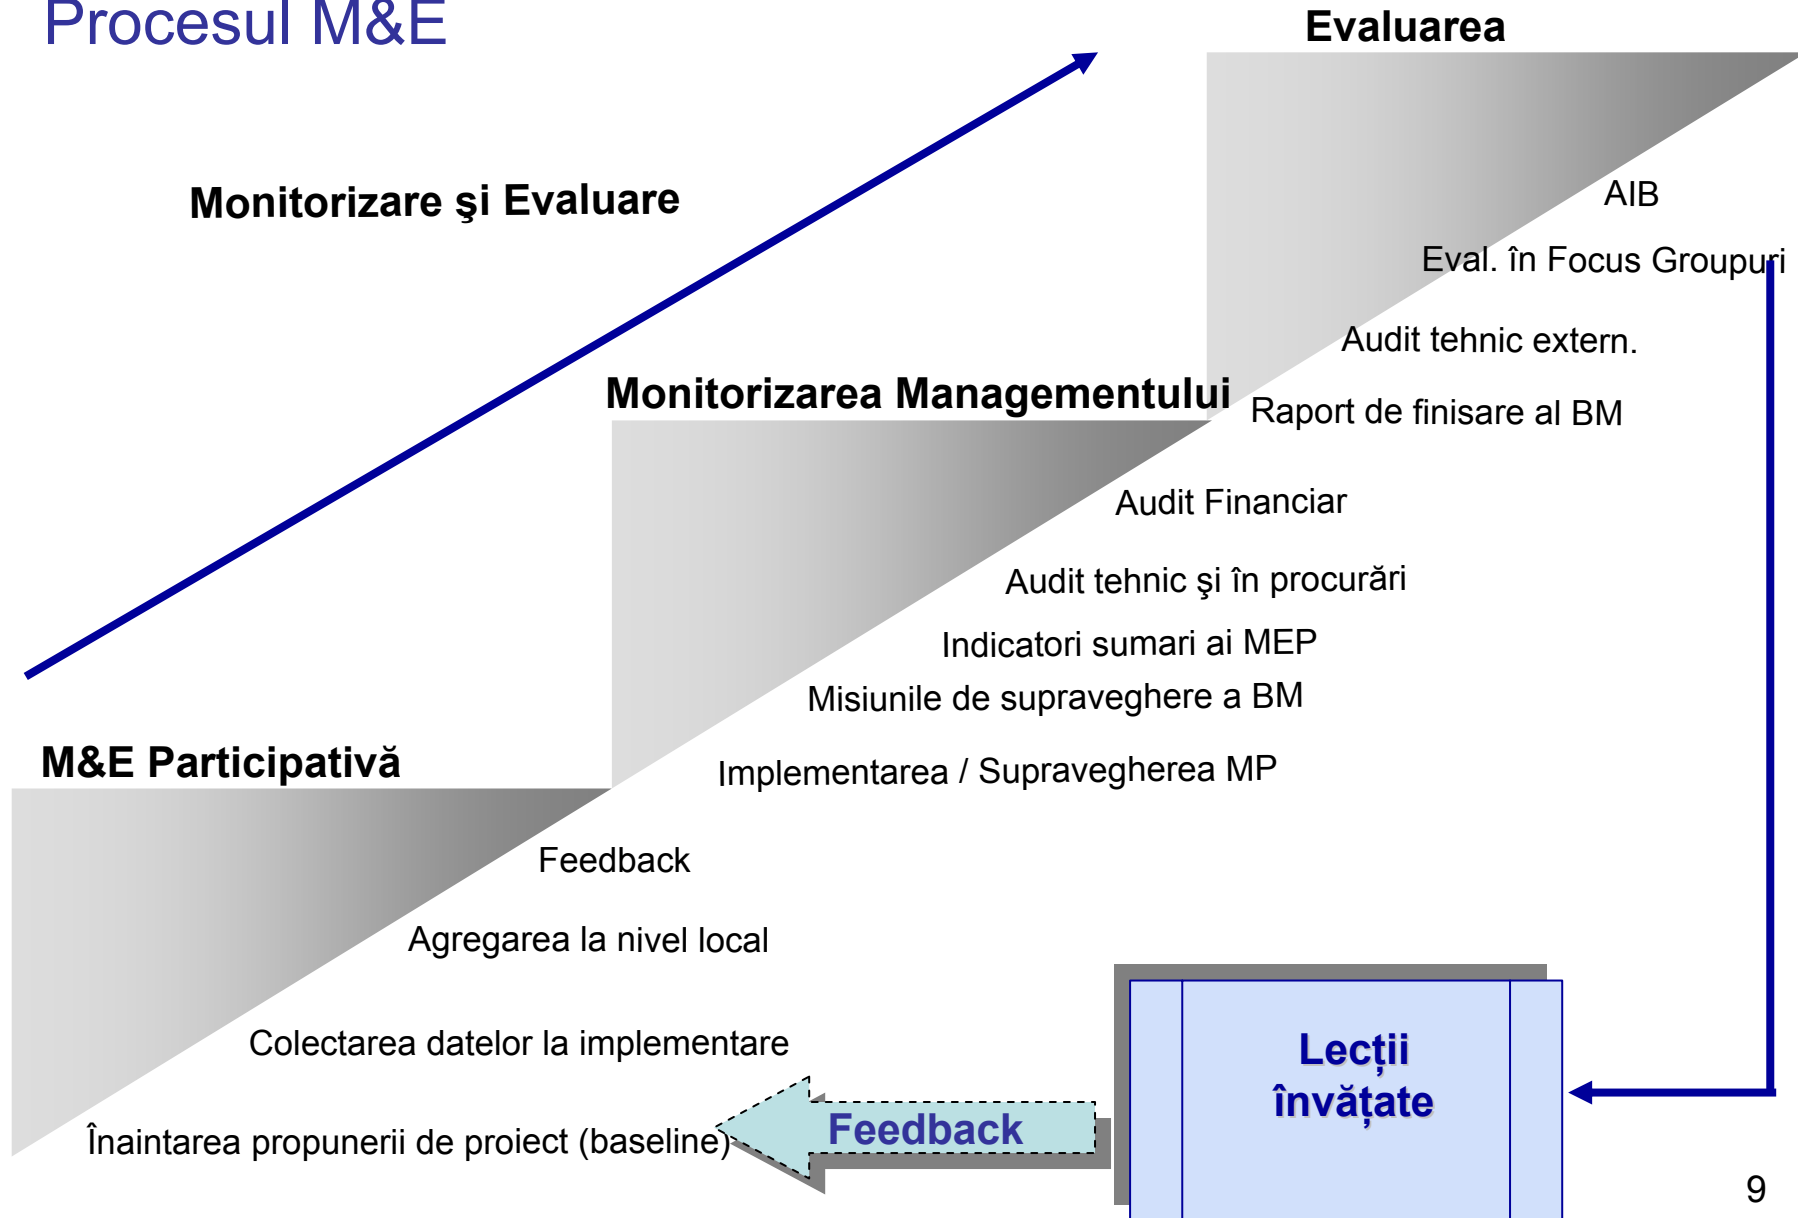 Procesul M&E
Evaluarea
Monitorizare şi Evaluare
AIB
Eval. în Focus Groupuri
Audit tehnic extern.
Monitorizarea Managementului
Raport de finisare al BM
Audit Financiar
Audit tehnic şi în procurări
Indicatori sumari ai MEP
Misiunile de supraveghere a BM
M&E Participativă
Implementarea / Supravegherea MP
Feedback
Agregarea la nivel local
Colectarea datelor la implementare
Lecţii
învăţate
Feedback
Înaintarea propunerii de proiect (baseline)
9